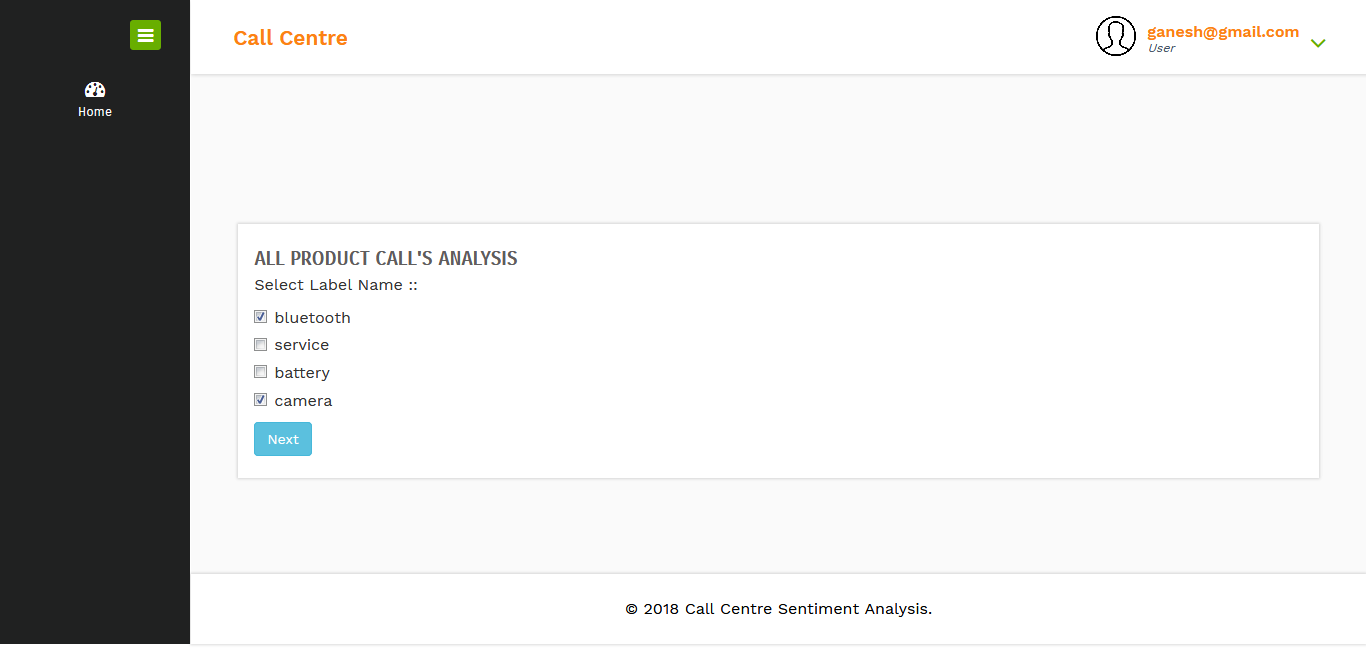 Call Centre
ganesh@gmail.com
User
Home
ALL PRODUCT CALL'S ANALYSIS
Select Label Name ::
bluetooth
service
battery
camera
Next
© 2018 Call Centre Sentiment Analysis.